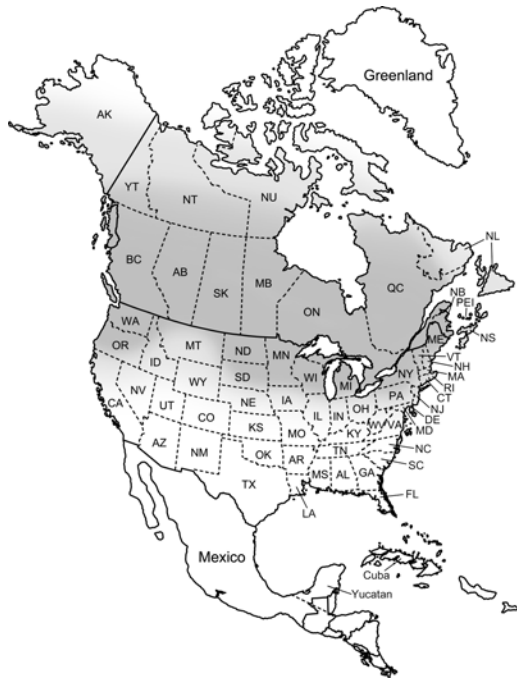 Greenland
AK
YT
NT
NU
NL
BC
AB
SK
MB
ON
QC
NB
PEI
NS
WA
OR
ID
MT
ND
MN
SD
WI
MI
NY
ME
VT
NH
MA
RI
CT
NJ
DE
MD
WY
NE
IA
NV
CA
UT
CO
KS
MO
IL
IN
OH
PA
WV
VA
KY
NC
TN
SC
AZ
NM
OK
AR
TX
MS
AL
GA
LA
FL
Mexico
Cuba
Yucatan